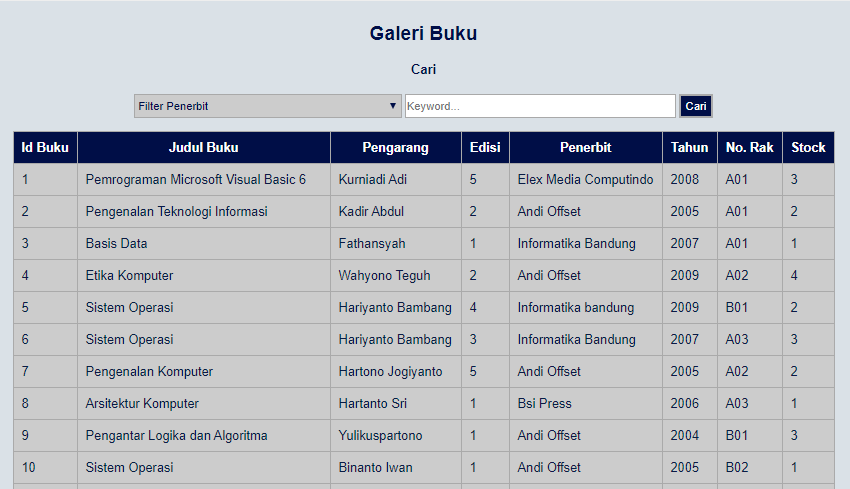 Galeri Buku
Cari
Filter Penerbit Keyword... Cari
Id Buku Judul Buku Pengarang Edisi Penerbit Tahun No. Rak Stock
1 Pemrograman Microsoft Visual Basic 6 Kurniadi Adi 5 Elex Media Computindo 2008 A01 3
2 Pengenalan Teknologi Informasi Kadir Abdul 2 Andi Offset 2005 A01 2
3 Basis Data Fathansyah 1 Informatika Bandung 2007 A01 1
4 Etika Komputer Wahyono Teguh 2 Andi Offset 2009 A02 4
5 Sistem Operasi Hariyanto Bambang 4 Informatika bandung 2009 B01 2
6 Sistem Operasi Hariyanto Bambang 3 Informatika Bandung 2007 A03 3
7 Pengenalan Komputer Hartono Jogiyanto 5 Andi Offset 2005 A02 2
8 Arsitektur Komputer Hartanto Sri 1 Bsi Press 2006 A03 1
9 Pengantar Logika dan Algoritma Yulikuspartono 1 Andi Offset 2004 B01 3
10 Sistem Operasi Binanto Iwan 1 Andi Offset 2005 B02 1